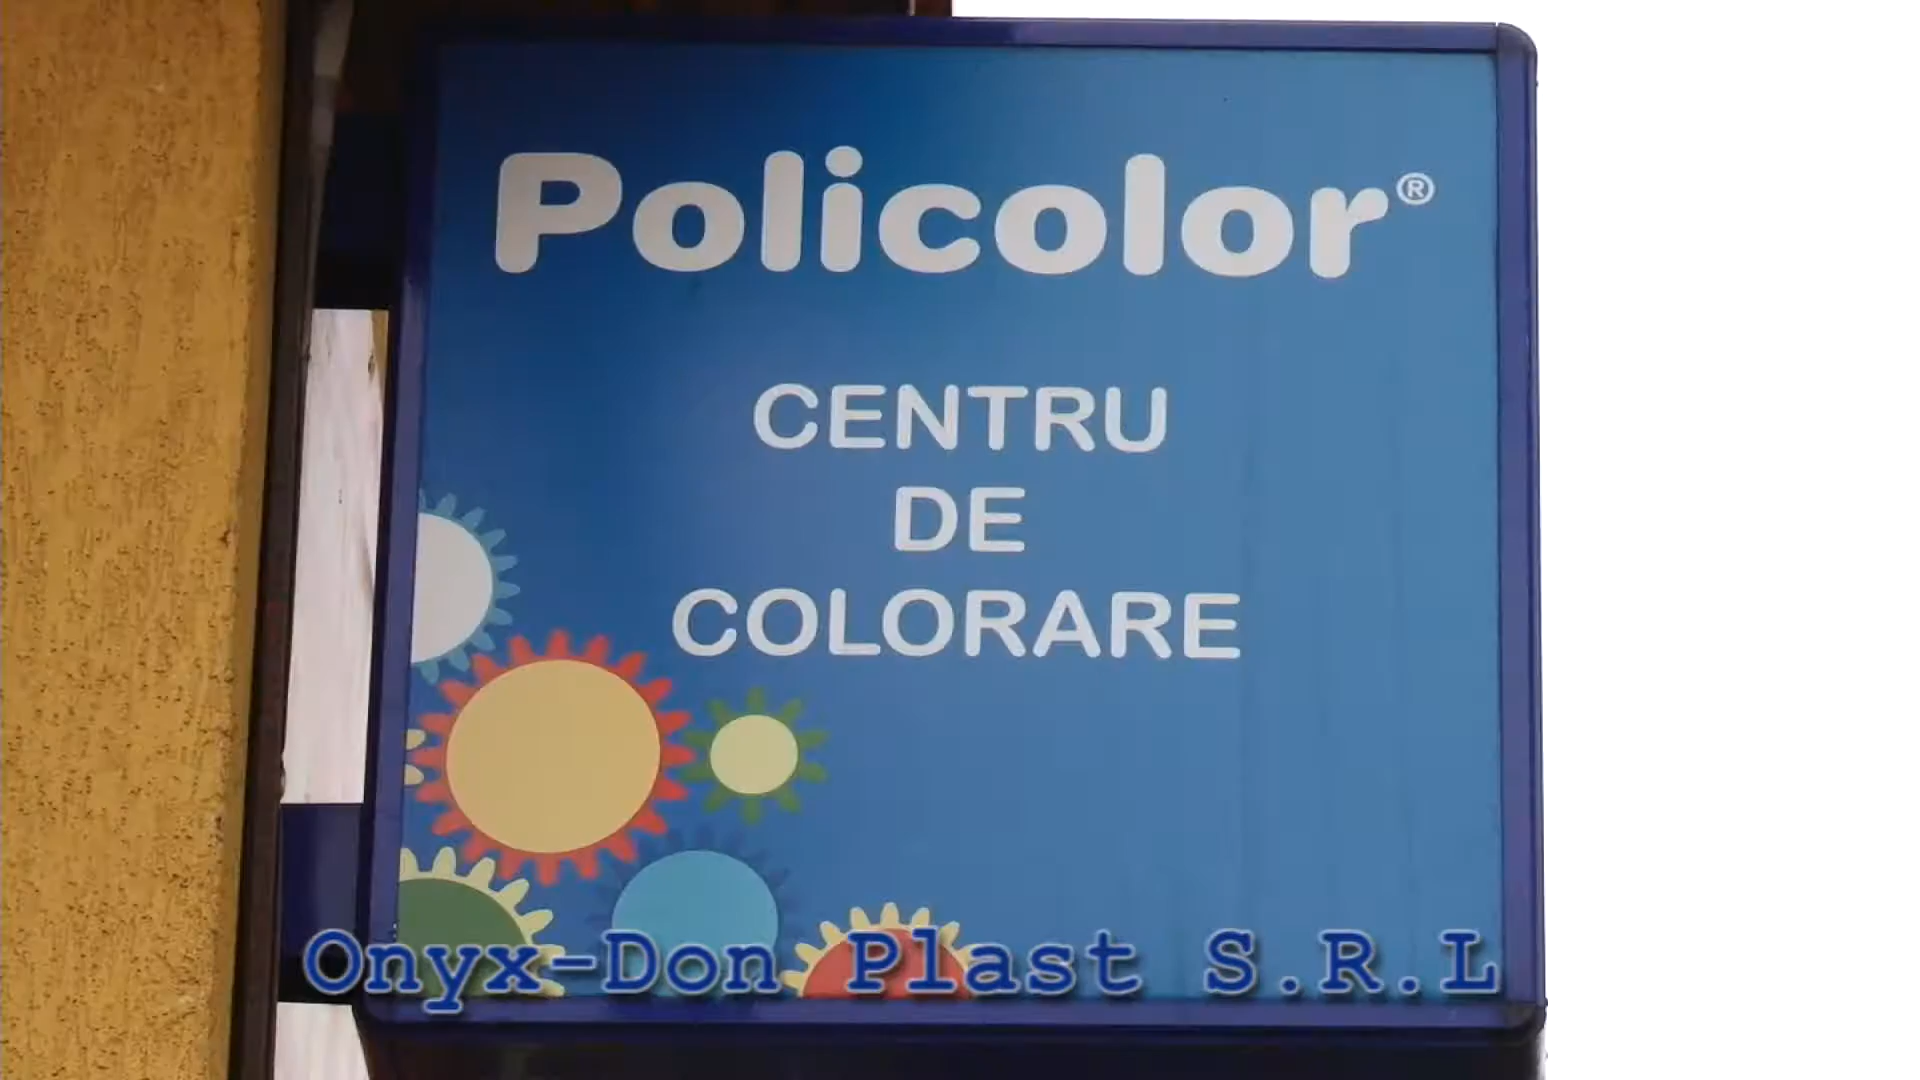 Policolor®
CENTRU
DE
COLORARE
Onyx-Don Plast S.R.L